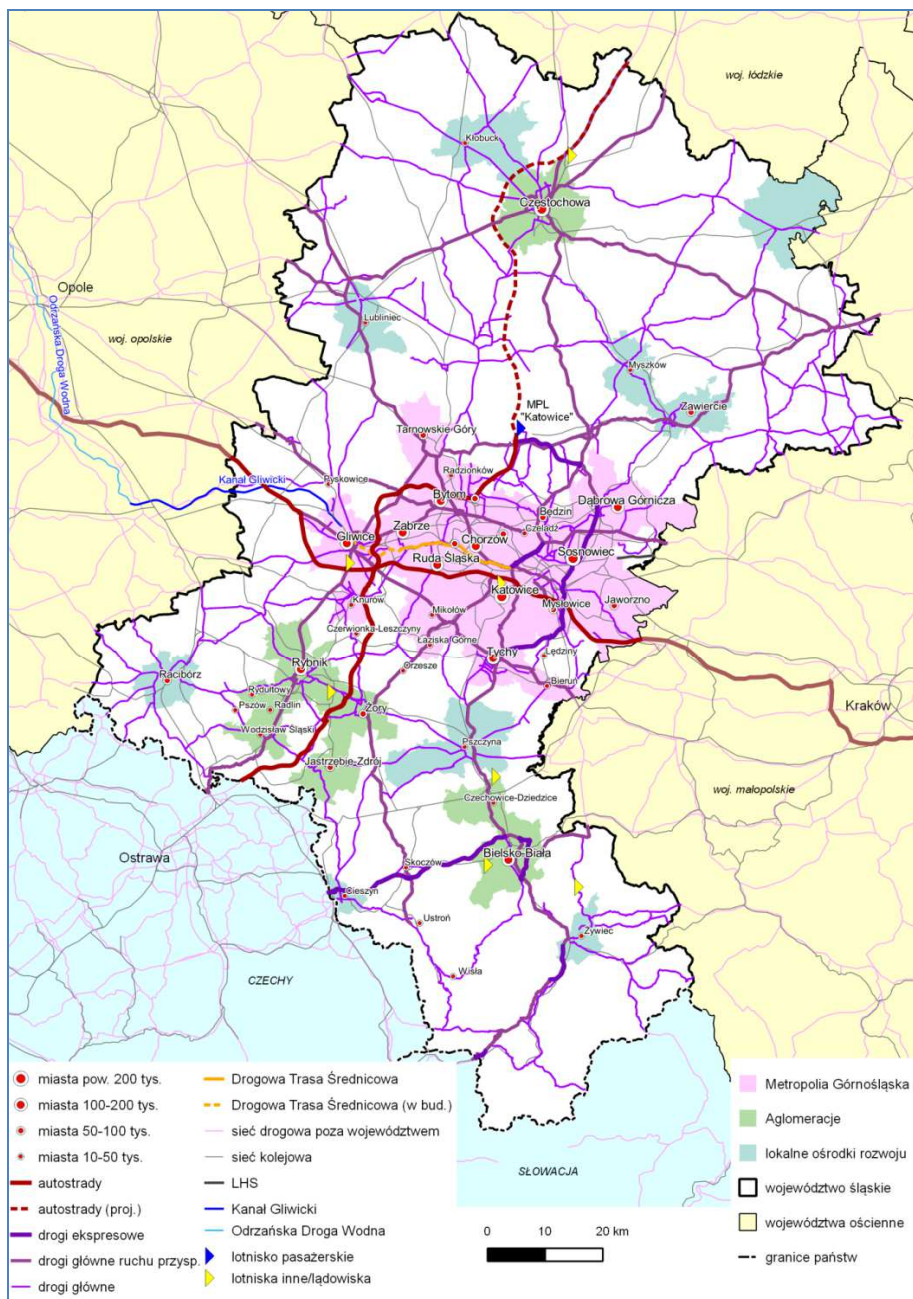 woj. łódzkie
Kłobuck
Częstochowa
Opole
Odrzańska Droga Wodna
woj. opolskie
Lubliniec
Myszków
Zawiercie
MPL
"Katowice"
Tarnowskie Góry
Radzionków
Pyskowice
Kanał Gliwicki
Bytom
Dąbrowa Górnicza
Będzin
Zabrze
Czeladź
Gliwice
Chorzów
Sosnowiec
Ruda Śląska
Katowice
Knurów
Mysłowice
Jaworzno
Mikołów
Czerwionka-Leszczyny
Łaziska Górne
Tychy
Lędziny
Rybnik
Orzesze
Racibórz
Bieruń
Rydułtowy
Pszów
Radlin
Żory
Kraków
Wodzisław Śląski
Pszczyna
Jastrzębie-Zdrój
woj. małopolskie
Czechowice-Dziedzice
Ostrawa
Skoczów
Bielsko-Biała
Cieszyn
Ustroń
Żywiec
Wisła
CZECHY
SŁOWACJA
miasta pow. 200 tys.
miasta 100-200 tys.
miasta 50-100 tys.
miasta 10-50 tys.
autostrady
autostrady (proj.)
drogi ekspresowe
drogi główne ruchu przysp.
drogi główne
Drogowa Trasa Średnicowa
Drogowa Trasa Średnicowa (w bud.)
sieć drogowa poza województwem
sieć kolejowa
LHS
Kanał Gliwicki
Odrzańska Droga Wodna
lotnisko pasażerskie
lotniska inne/lądowiska
0 10 20 km
Metropolia Górnośląska
Aglomeracje
lokalne ośrodki rozwoju
województwo śląskie
województwa ościenne
granice państw